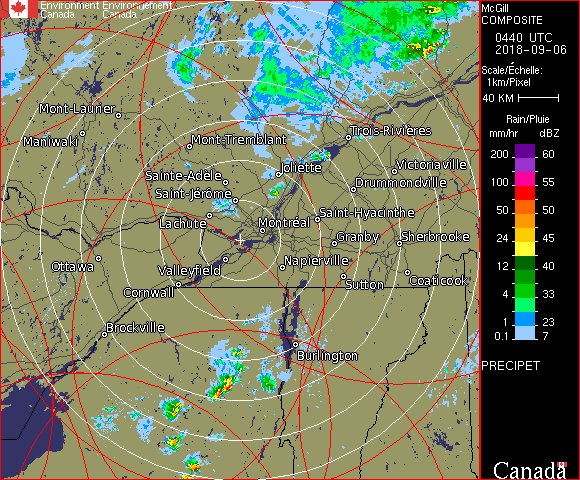 Environment Environnement
Canada Canada
McGill
COMPOSITE
0440 UTC
2018-09-06
Scale/Échelle:
1km/Pixel
40 KM
Rain/Pluie
mm/hr dBZ
200 60
100 55
50 50
24 45
12 40
4 33
1 23
0.1 7
PRECIPET
Canada
Mont-Laurier
Maniwaki
Mont-Tremblant
Trois-Rivières
Joliette
Victoriaville
Sainte-Adèle
Drummondville
Saint-Jérôme
Lachute
Montréal
Saint-Hyacinthe
Granby
Sherbrooke
Ottawa
Valleyfield
Napierville
Cornwall
Sutton
Coaticook
Brockville
Burlington